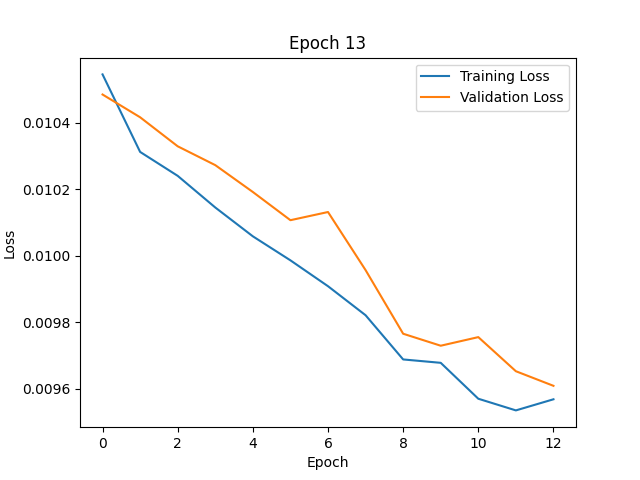 Epoch 13
Training Loss
Validation Loss
0.0104
0.0102
0.0100
0.0098
0.0096
Loss
0 2 4 6 8 10 12
Epoch